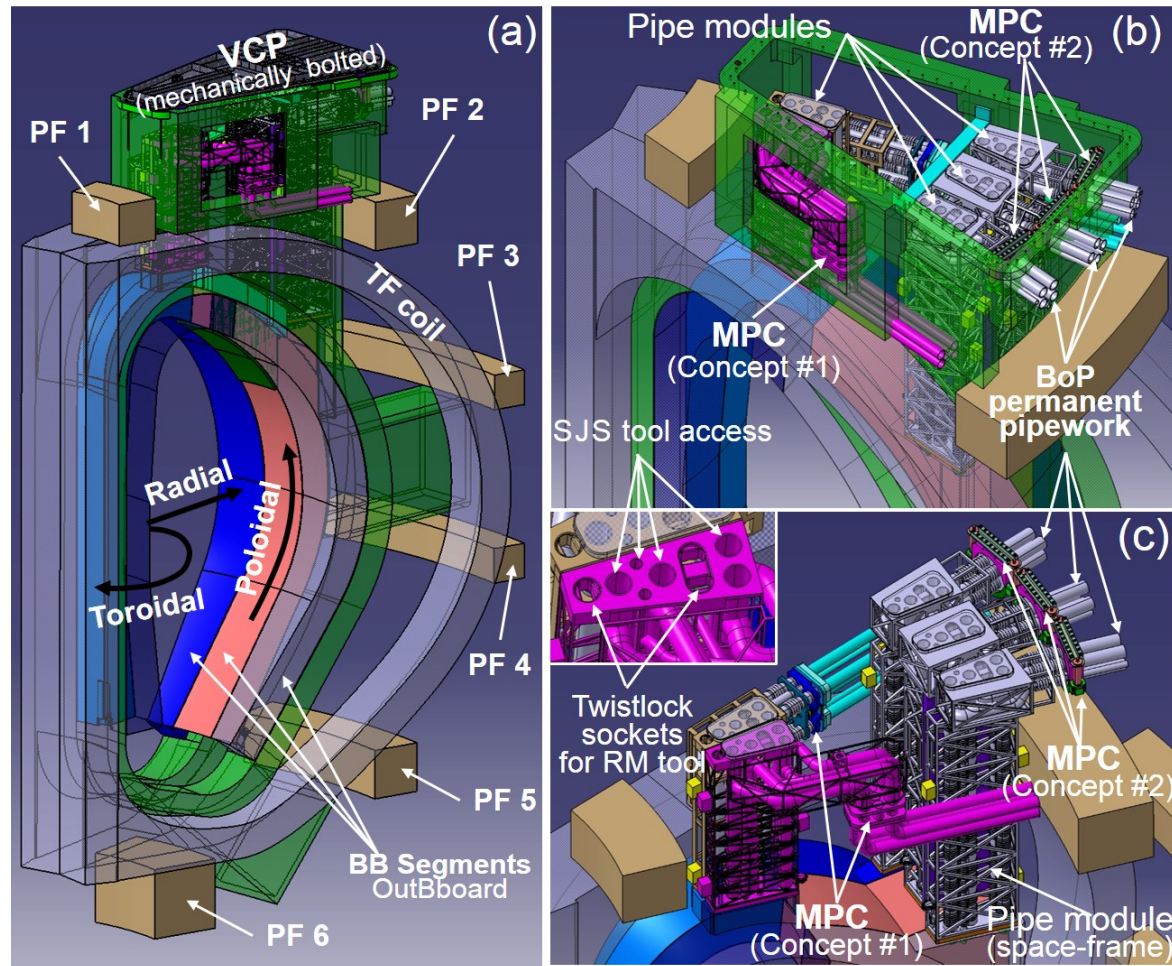 (a)
VCP
(mechanically bolted)
PF 1
PF 2
PF 3
TF coil
Radial
Poloidal
Toroidal
PF 4
PF 5
BB Segments
OutBboard
PF 6
(b)
Pipe modules
MPC
(Concept #2)
MPC
(Concept #1)
BoP
permanent
pipework
SJS tool access
(c)
Twistlock
sockets
for RM tool
MPC
(Concept #2)
MPC
(Concept #1)
Pipe module
(space-frame)